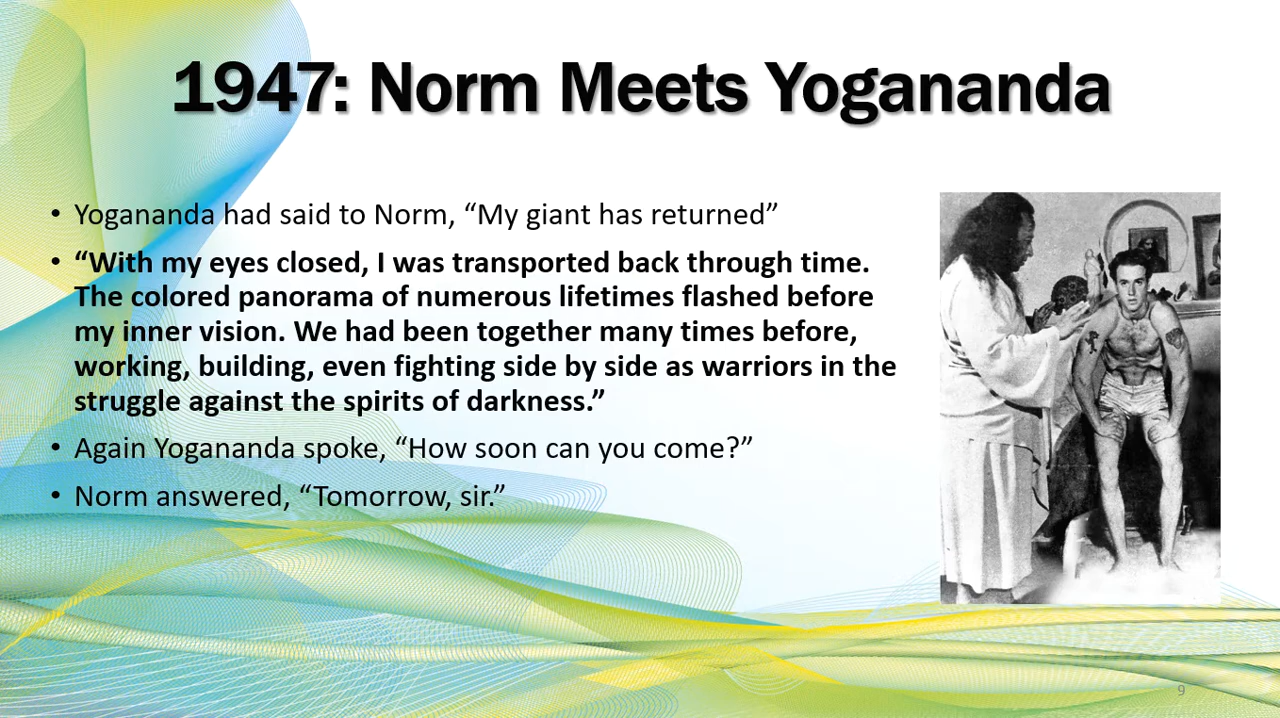 1947: Norm Meets Yogananda
• Yogananda had said to Norm, “My giant has returned”
• “With my eyes closed, I was transported back through time.
The colored panorama of numerous lifetimes flashed before
my inner vision. We had been together many times before,
working, building, even fighting side by side as warriors in the
struggle against the spirits of darkness.”
• Again Yogananda spoke, “How soon can you come?”
• Norm answered, “Tomorrow, sir.”
9